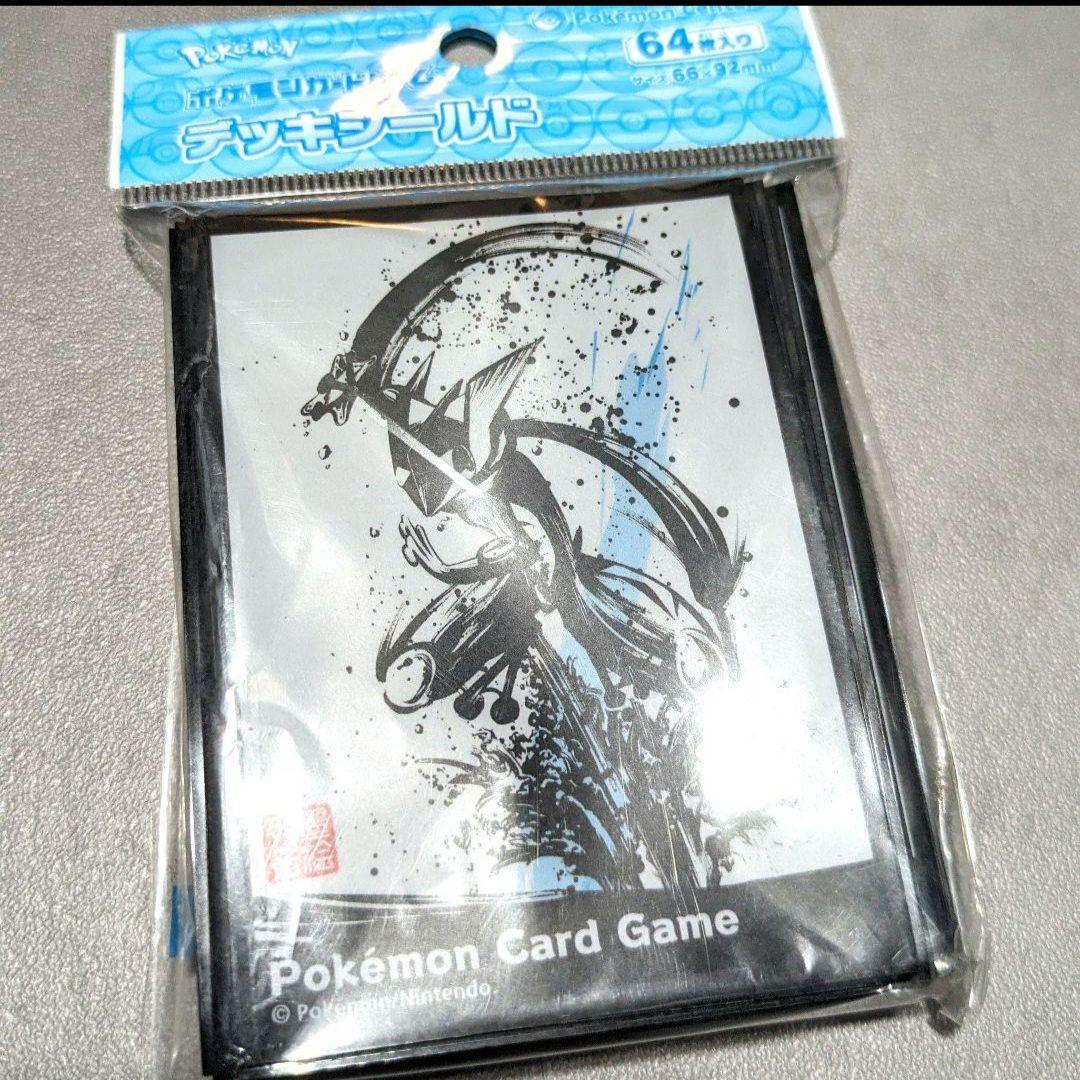 POKéMON
Pokémon Center
64枚入り
サイズ 66×92mm
ポケモンカードゲーム
デッキシールド
Pokémon Card Game
© Pokémon/Nintendo.